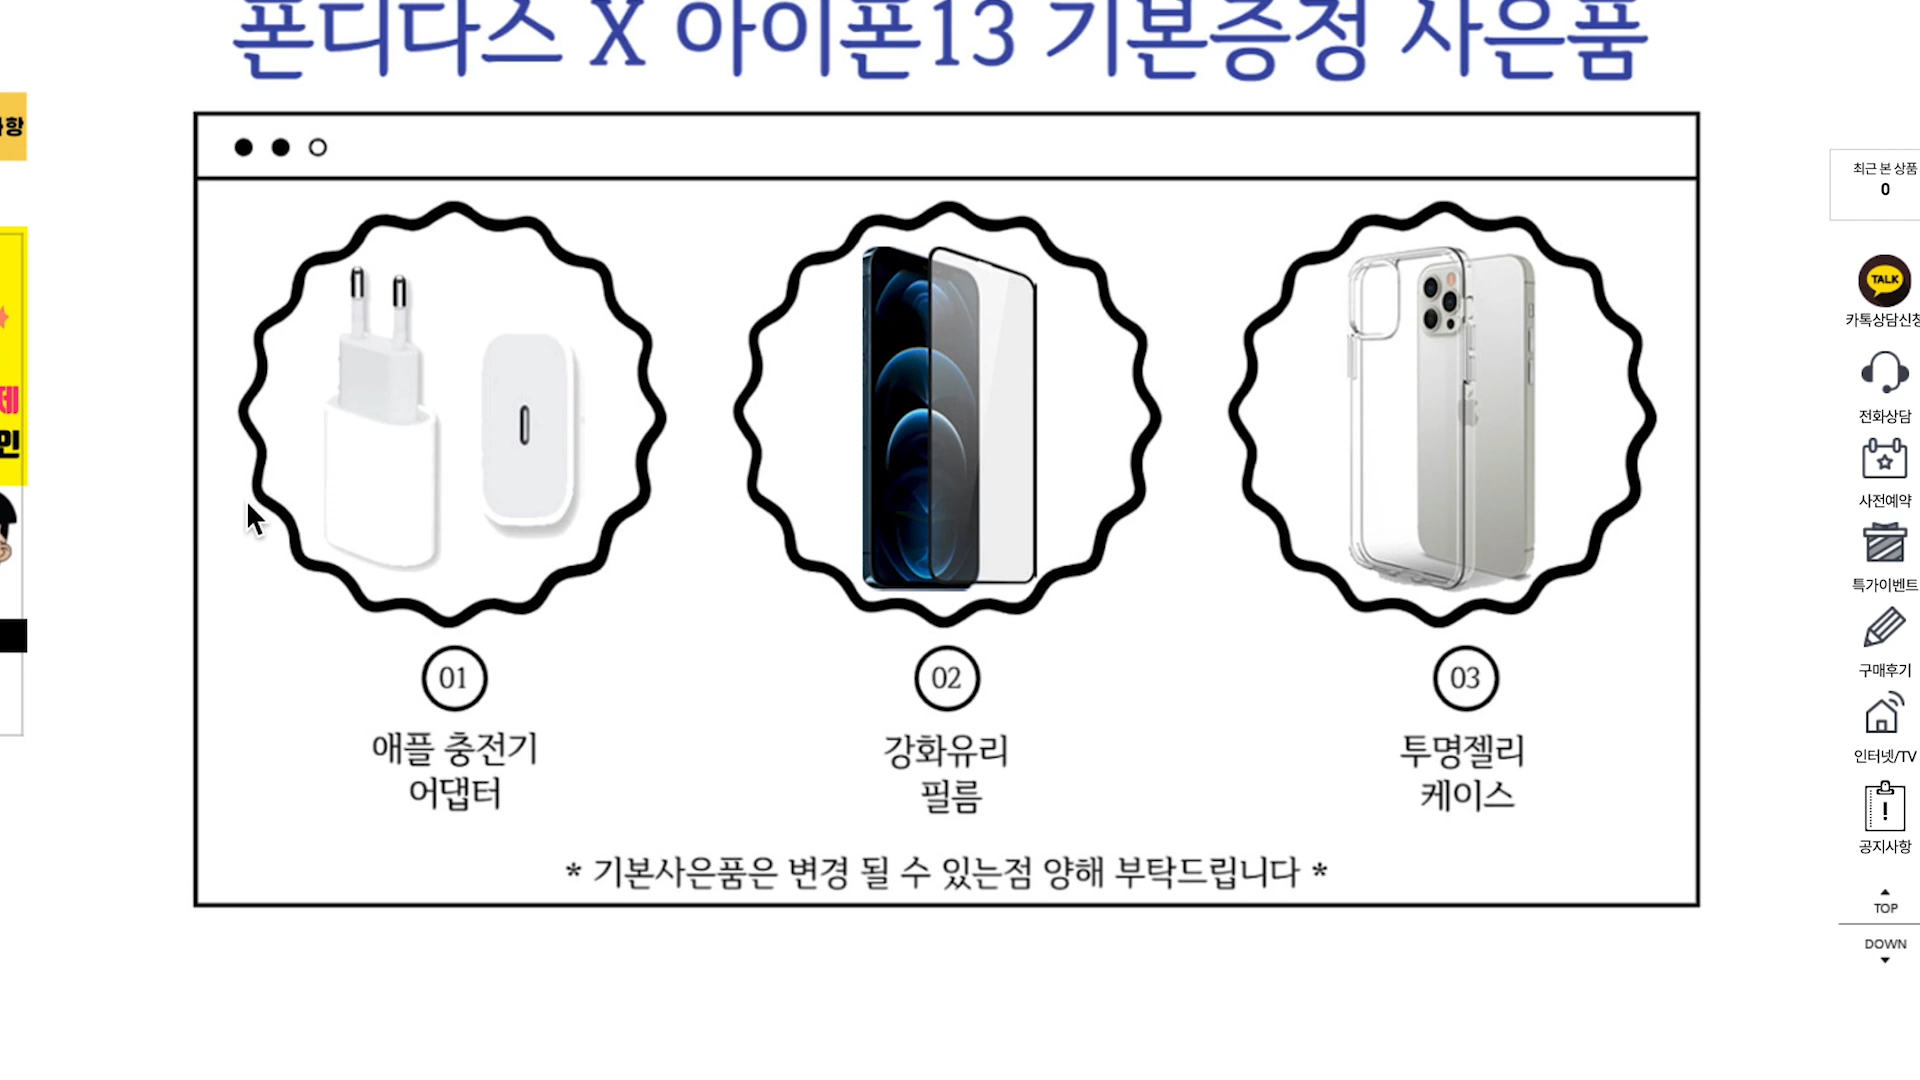 폰디다스 X 아이폰13 기본증정 사은품
01
애플 충전기
어댑터
02
강화유리
필름
03
투명젤리
케이스
* 기본사은품은 변경 될 수 있는점 양해 부탁드립니다 *
최근 본 상품
0
TALK
카톡상담신청
전화상담
사전예약
특가이벤트
구매후기
인터넷/TV
공지사항
TOP
DOWN